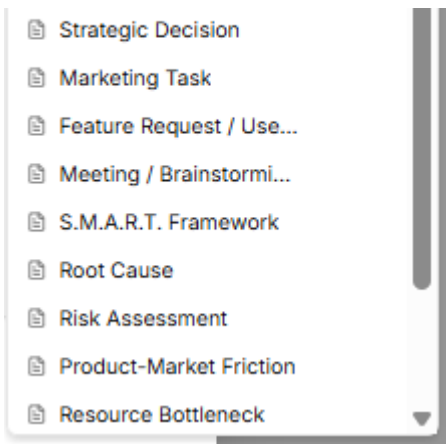 Strategic Decision
Marketing Task
Feature Request / Use...
Meeting / Brainstormi...
S.M.A.R.T. Framework
Root Cause
Risk Assessment
Product-Market Friction
Resource Bottleneck